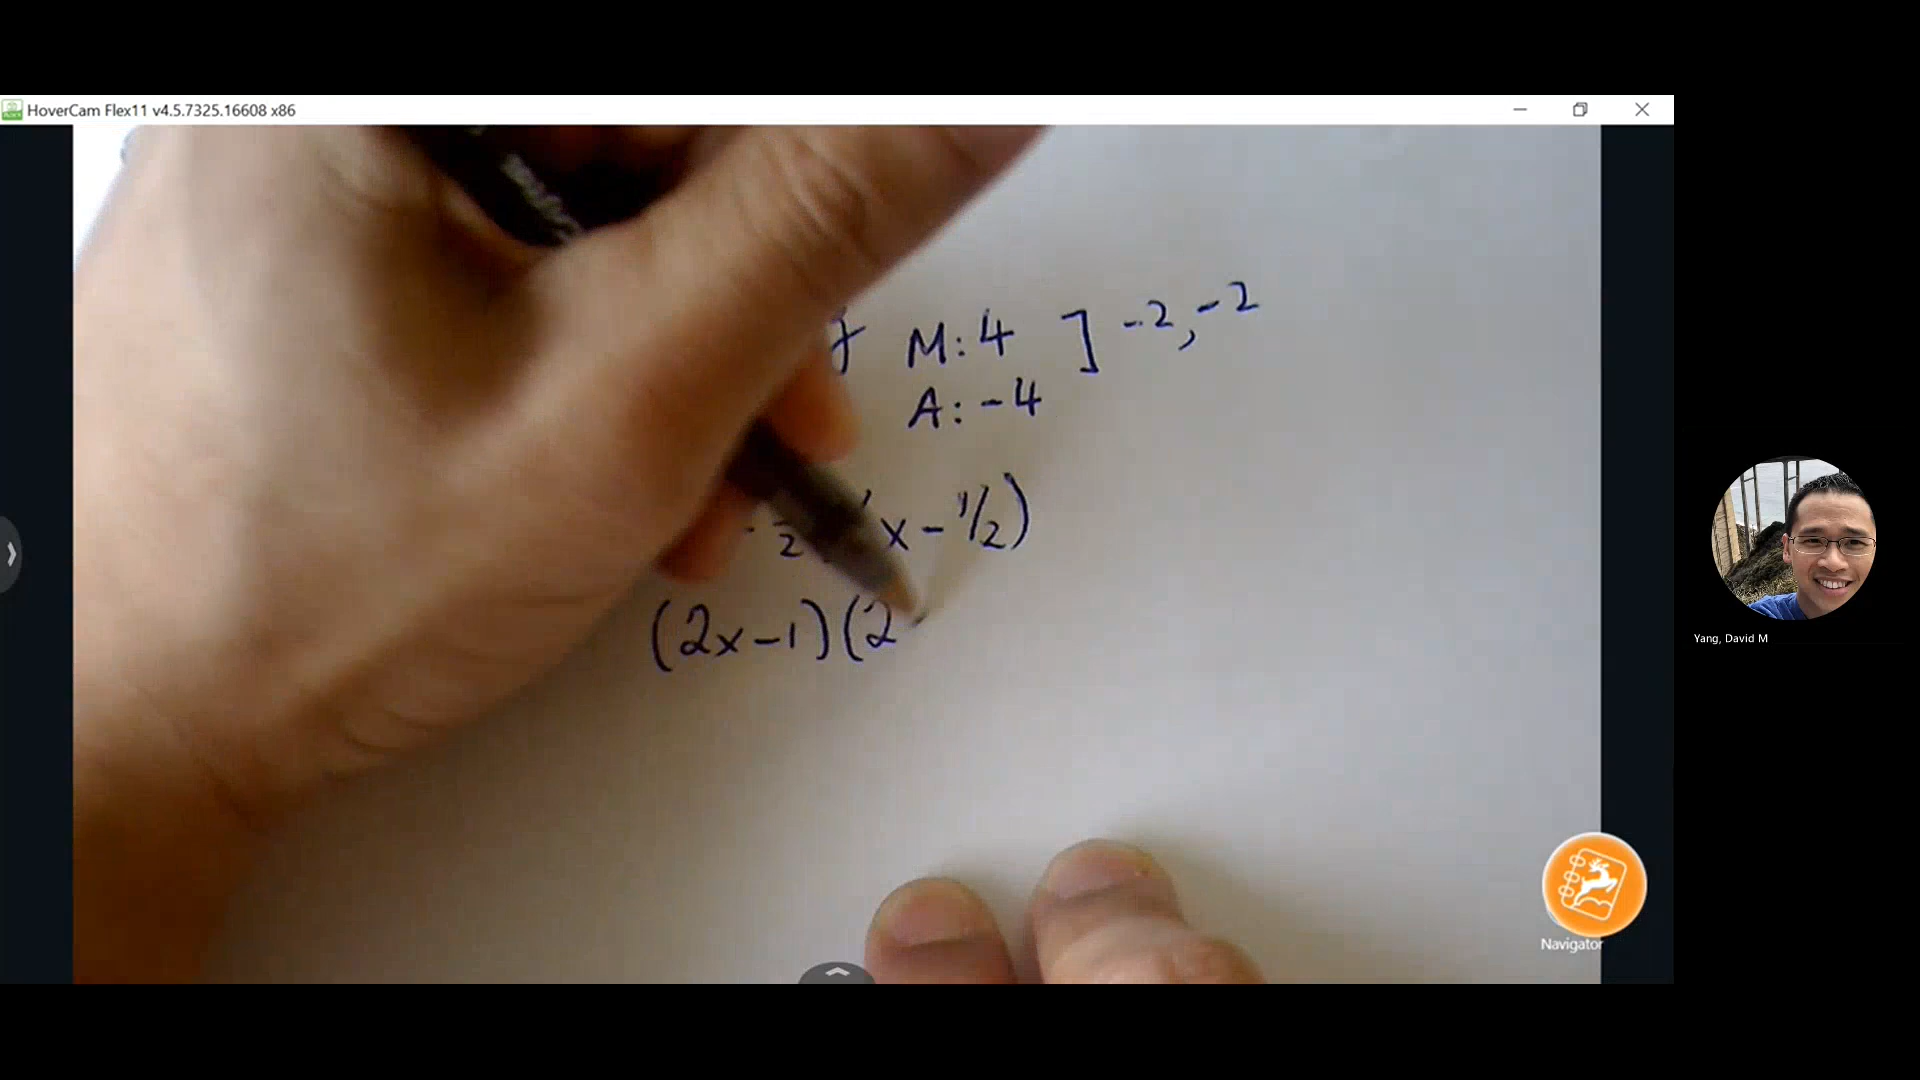 HoverCam Flex11 v4.5.7325.16608 x86
M: 4 ] -2, -2
A: -4
2 x - 1/2)
(2x-1)(2
Yang, David M
Navigator